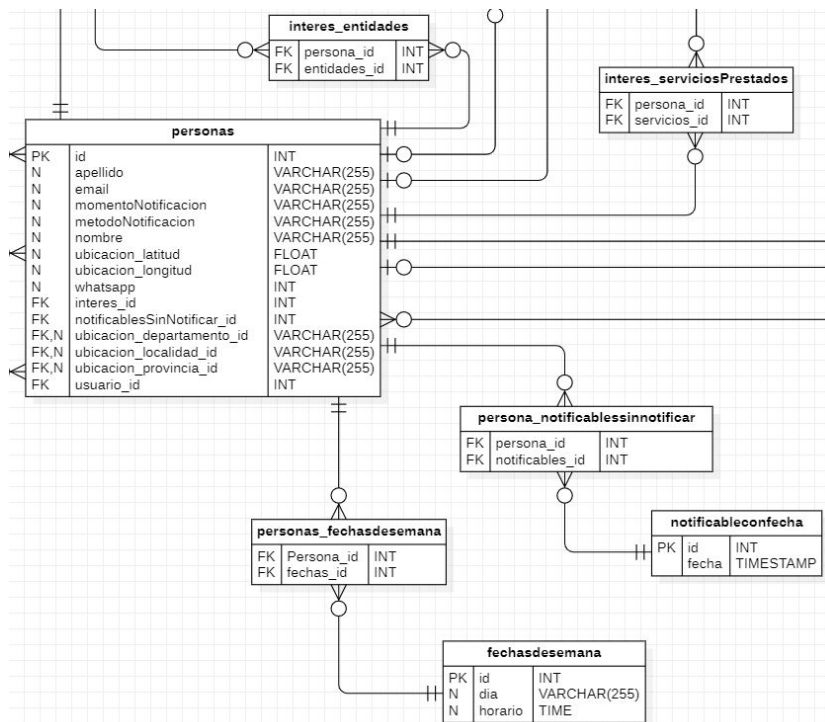 interes_entidades
FK persona_id INT
FK entidades_id INT
interes_serviciosPrestados
FK persona_id INT
FK servicios_id INT
personas
PK id INT
N apellido VARCHAR(255)
N email VARCHAR(255)
N momentoNotificacion VARCHAR(255)
N metodoNotificacion VARCHAR(255)
N nombre VARCHAR(255)
N ubicacion_latitud FLOAT
N ubicacion_longitud FLOAT
N whatsapp INT
FK interes_id INT
FK notificablesSinNotificar_id INT
FK,N ubicacion_departamento_id VARCHAR(255)
FK,N ubicacion_localidad_id VARCHAR(255)
FK,N ubicacion_provincia_id VARCHAR(255)
FK usuario_id INT
persona_notificablessinnotificar
FK persona_id INT
FK notificables_id INT
notificableconfecha
PK id INT
fecha TIMESTAMP
personas_fechasdesemana
FK Persona_id INT
FK fechas_id INT
fechasdesemana
PK id INT
N dia VARCHAR(255)
N horario TIME